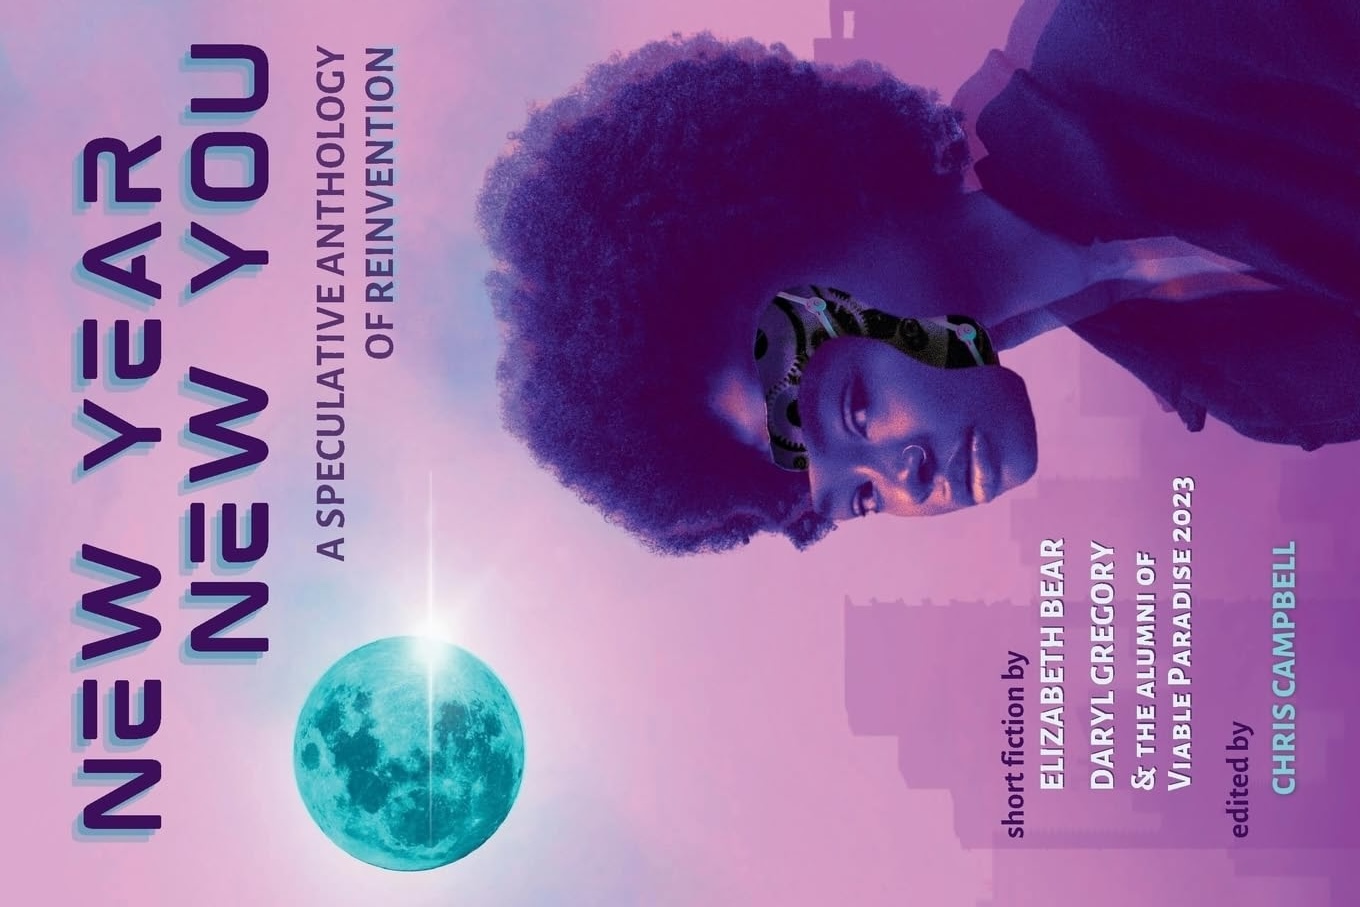 NEW YEAR
NEW YOU
A SPECULATIVE ANTHOLOGY
OF REINVENTION
short fiction by
ELIZABETH BEAR
DARYL GREGORY
& THE ALUMNI OF
VIABLE PARADISE 2023
edited by
CHRIS CAMPBELL